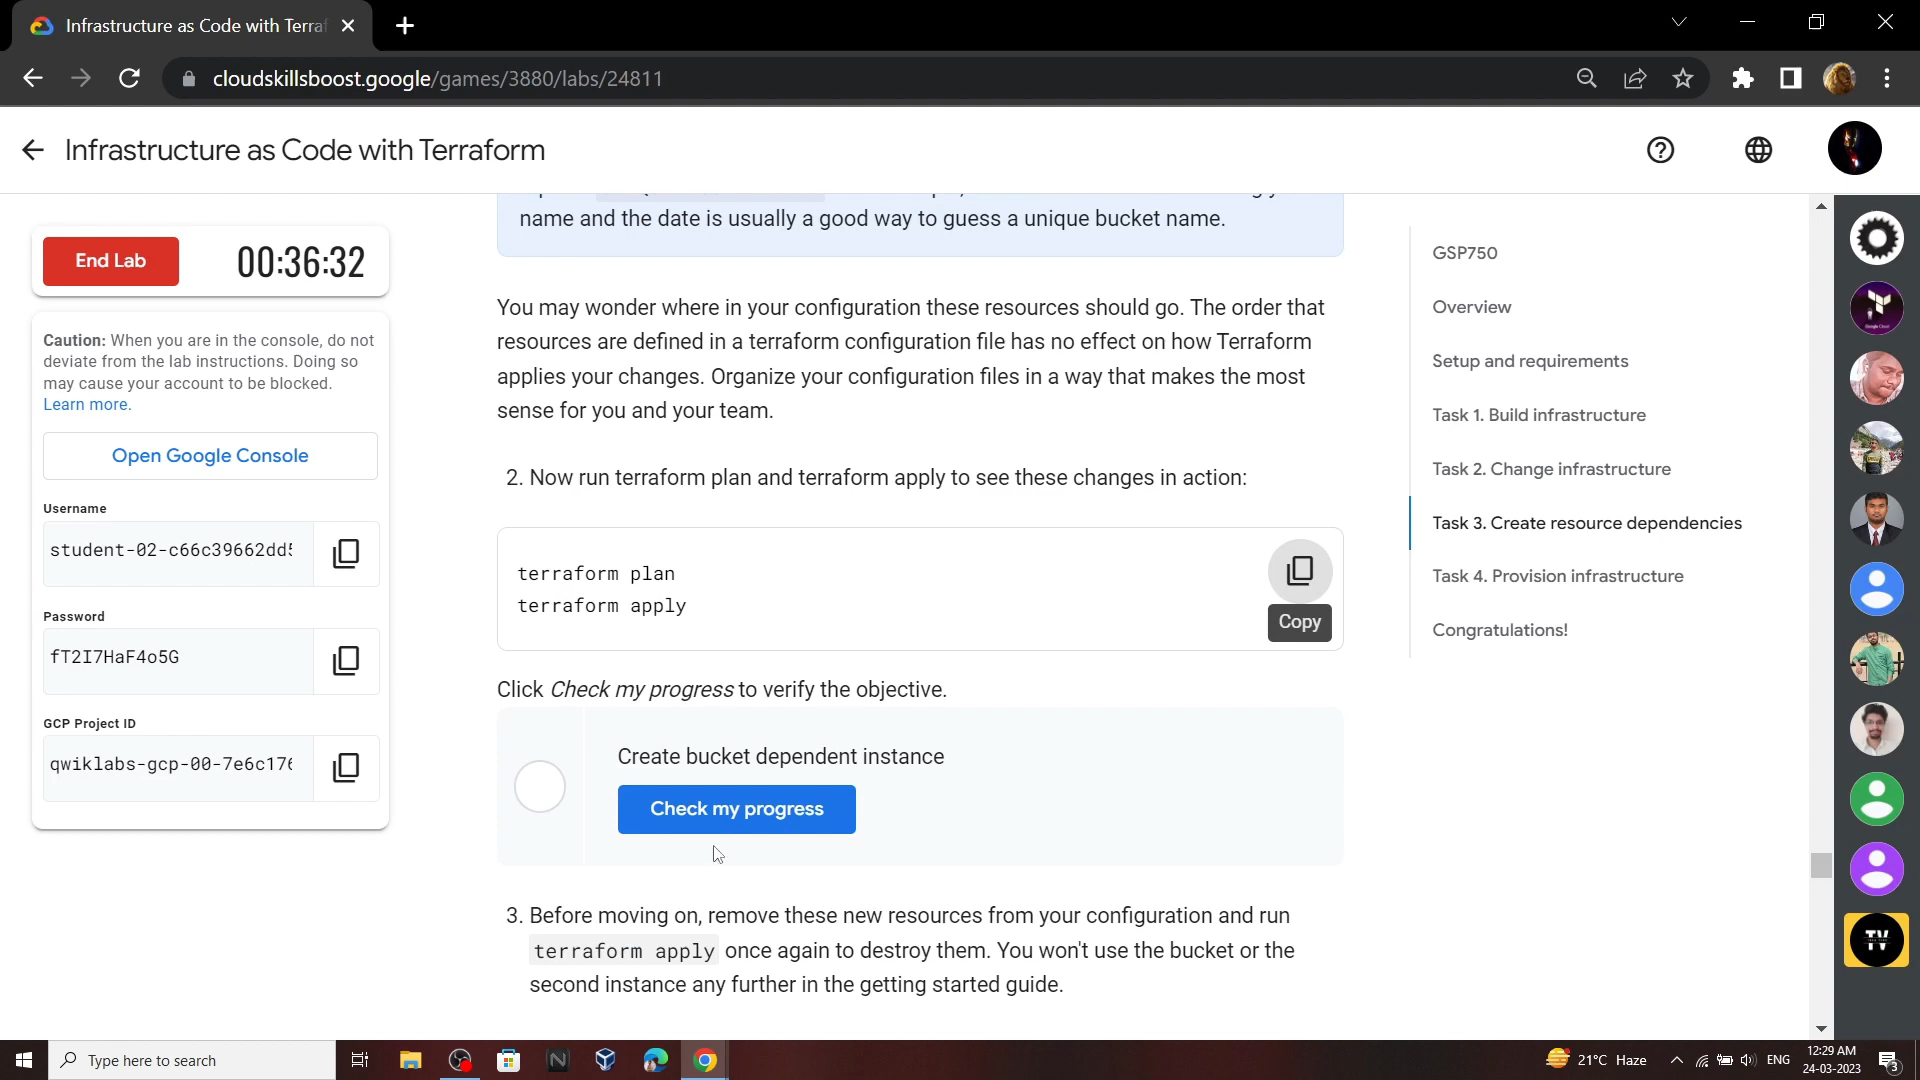 Infrastructure as Code with Terraf
cloudskillsboost.google/games/3880/labs/24811
Infrastructure as Code with Terraform
End Lab
00:36:32
Caution: When you are in the console, do not
deviate from the lab instructions. Doing so
may cause your account to be blocked.
Learn more.
Open Google Console
Username
student-02-c66c39662dd5
Password
fT2I7HaF4o5G
GCP Project ID
qwiklabs-gcp-00-7e6c176
name and the date is usually a good way to guess a unique bucket name.
You may wonder where in your configuration these resources should go. The order that
resources are defined in a terraform configuration file has no effect on how Terraform
applies your changes. Organize your configuration files in a way that makes the most
sense for you and your team.
2. Now run terraform plan and terraform apply to see these changes in action:
terraform plan
terraform apply
Copy
Click Check my progress to verify the objective.
Create bucket dependent instance
Check my progress
3. Before moving on, remove these new resources from your configuration and run
terraform apply once again to destroy them. You won't use the bucket or the
second instance any further in the getting started guide.
GSP750
Overview
Setup and requirements
Task 1. Build infrastructure
Task 2. Change infrastructure
Task 3. Create resource dependencies
Task 4. Provision infrastructure
Congratulations!
Google Cloud
TV
Type here to search
21°C Haze
ENG
12:29 AM
24-03-2023
3